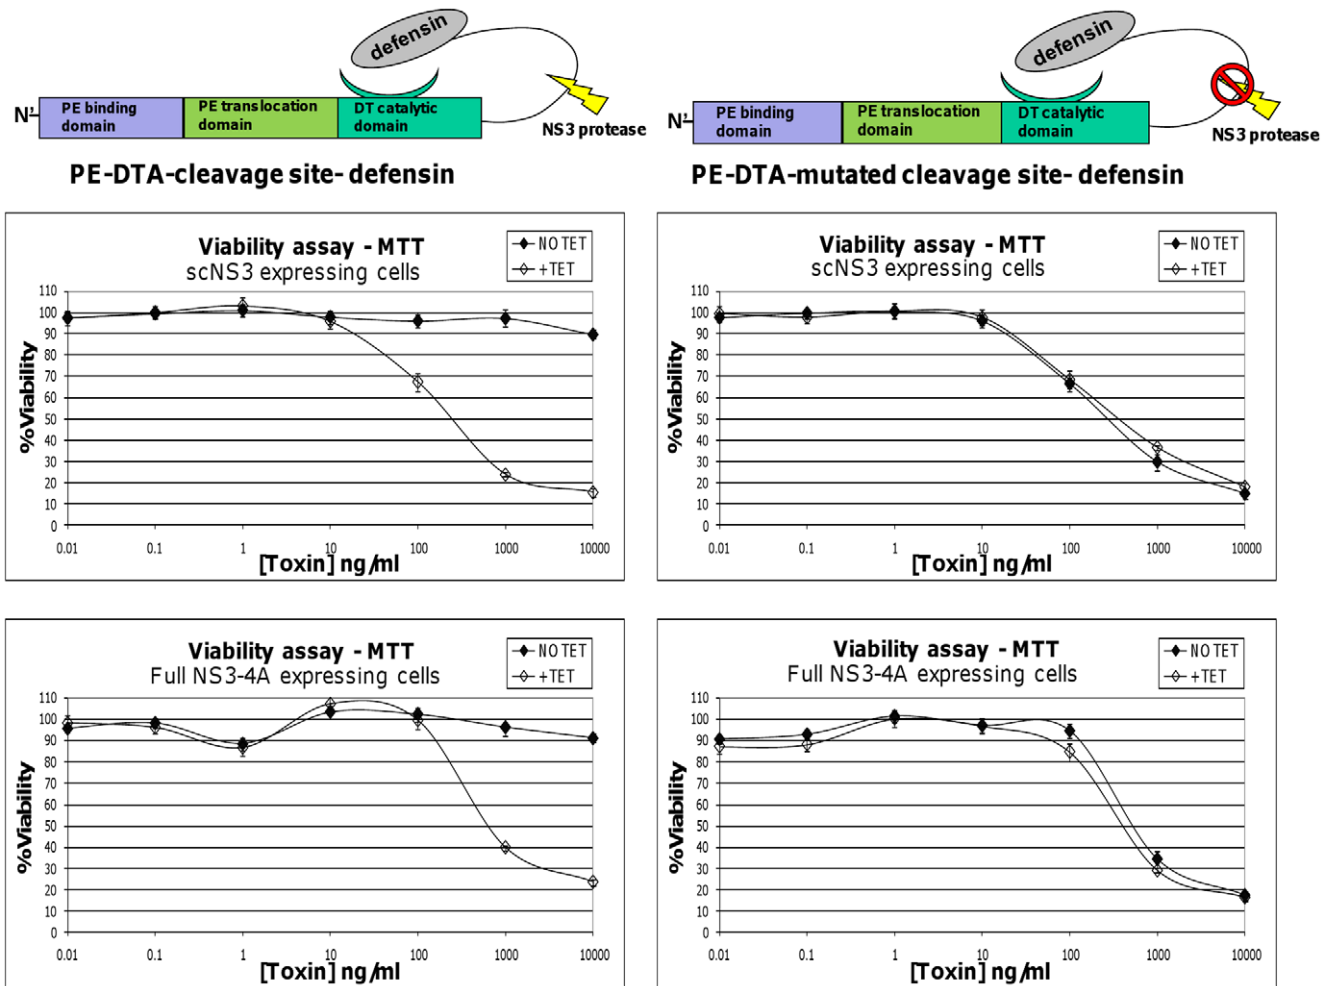 defensin
N'
PE binding
domain
PE translocation
domain
DT catalytic
domain
NS3 protease
PE-DTA-cleavage site- defensin
defensin
N'
PE binding
domain
PE translocation
domain
DT catalytic
domain
NS3 protease
PE-DTA-mutated cleavage site- defensin
Viability assay - MTT
scNS3 expressing cells
NO TET
+TET
%Viability
110
100
90
80
70
60
50
40
30
20
10
0
0.01 0.1 1 10 100 1000 10000
[Toxin] ng/ml
Viability assay - MTT
scNS3 expressing cells
NO TET
+TET
%Viability
110
100
90
80
70
60
50
40
30
20
10
0
0.01 0.1 1 10 100 1000 10000
[Toxin] ng/ml
Viability assay - MTT
Full NS3-4A expressing cells
NO TET
+TET
%Viability
110
100
90
80
70
60
50
40
30
20
10
0
0.01 0.1 1 10 100 1000 10000
[Toxin] ng/ml
Viability assay - MTT
Full NS3-4A expressing cells
NO TET
+TET
%Viability
110
100
90
80
70
60
50
40
30
20
10
0
0.01 0.1 1 10 100 1000 10000
[Toxin] ng/ml